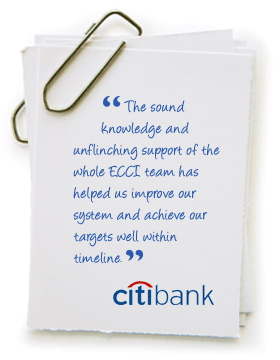 “ The sound
knowledge and
unflinching support of the
whole ECCI team has
helped us improve our
system and achieve our
targets well within
timeline. ”
citibank